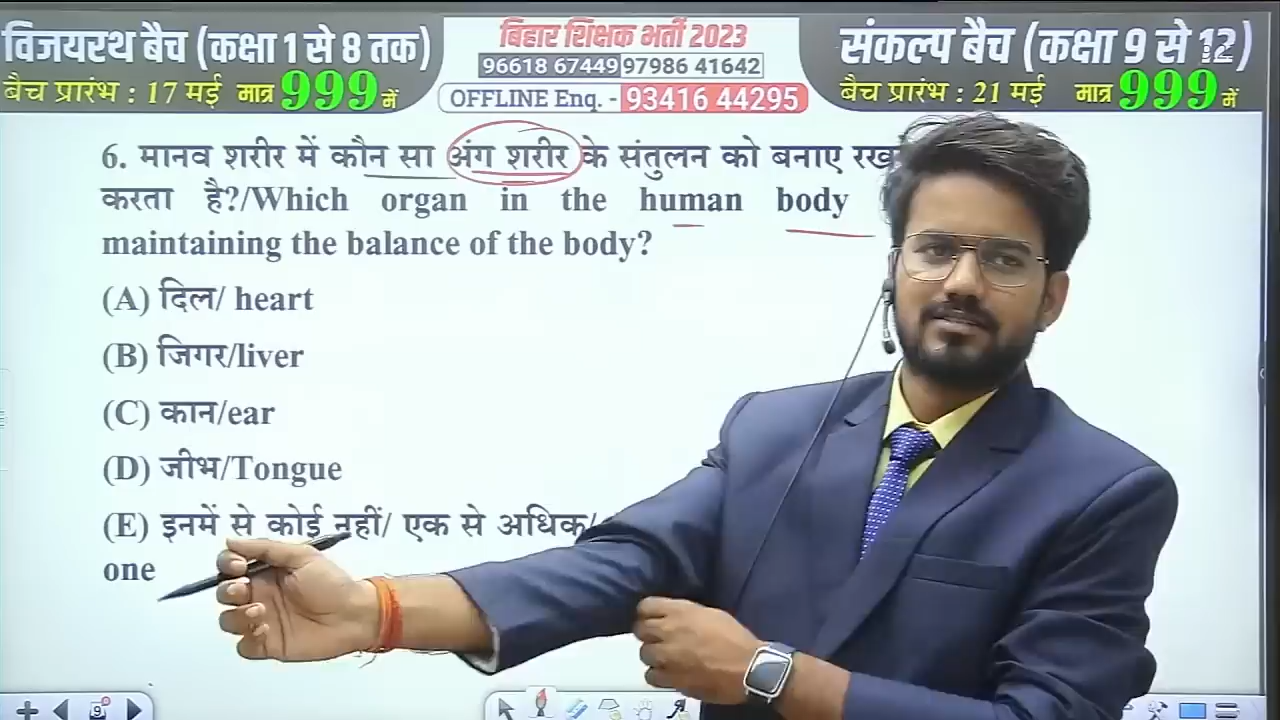 विजयरथ बैच (कक्षा 1 से 8 तक)
बैच प्रारंभ : 17 मई मात्र 999 में
बिहार शिक्षक भर्ती 2023
96618 67449 97986 41642
OFFLINE Enq. - 93416 44295
संकल्प बैच (कक्षा 9 से 12)
बैच प्रारंभ : 21 मई मात्र 999 में
6. मानव शरीर में कौन सा अंग शरीर के संतुलन को बनाए
करता है?/Which organ in the human body
maintaining the balance of the body?
(A) दिल/ heart
(B) जिगर/liver
(C) कान/ear
(D) जीभ/Tongue
(E) इनमें से कोई नहीं/ एक से अधिक/
one
9